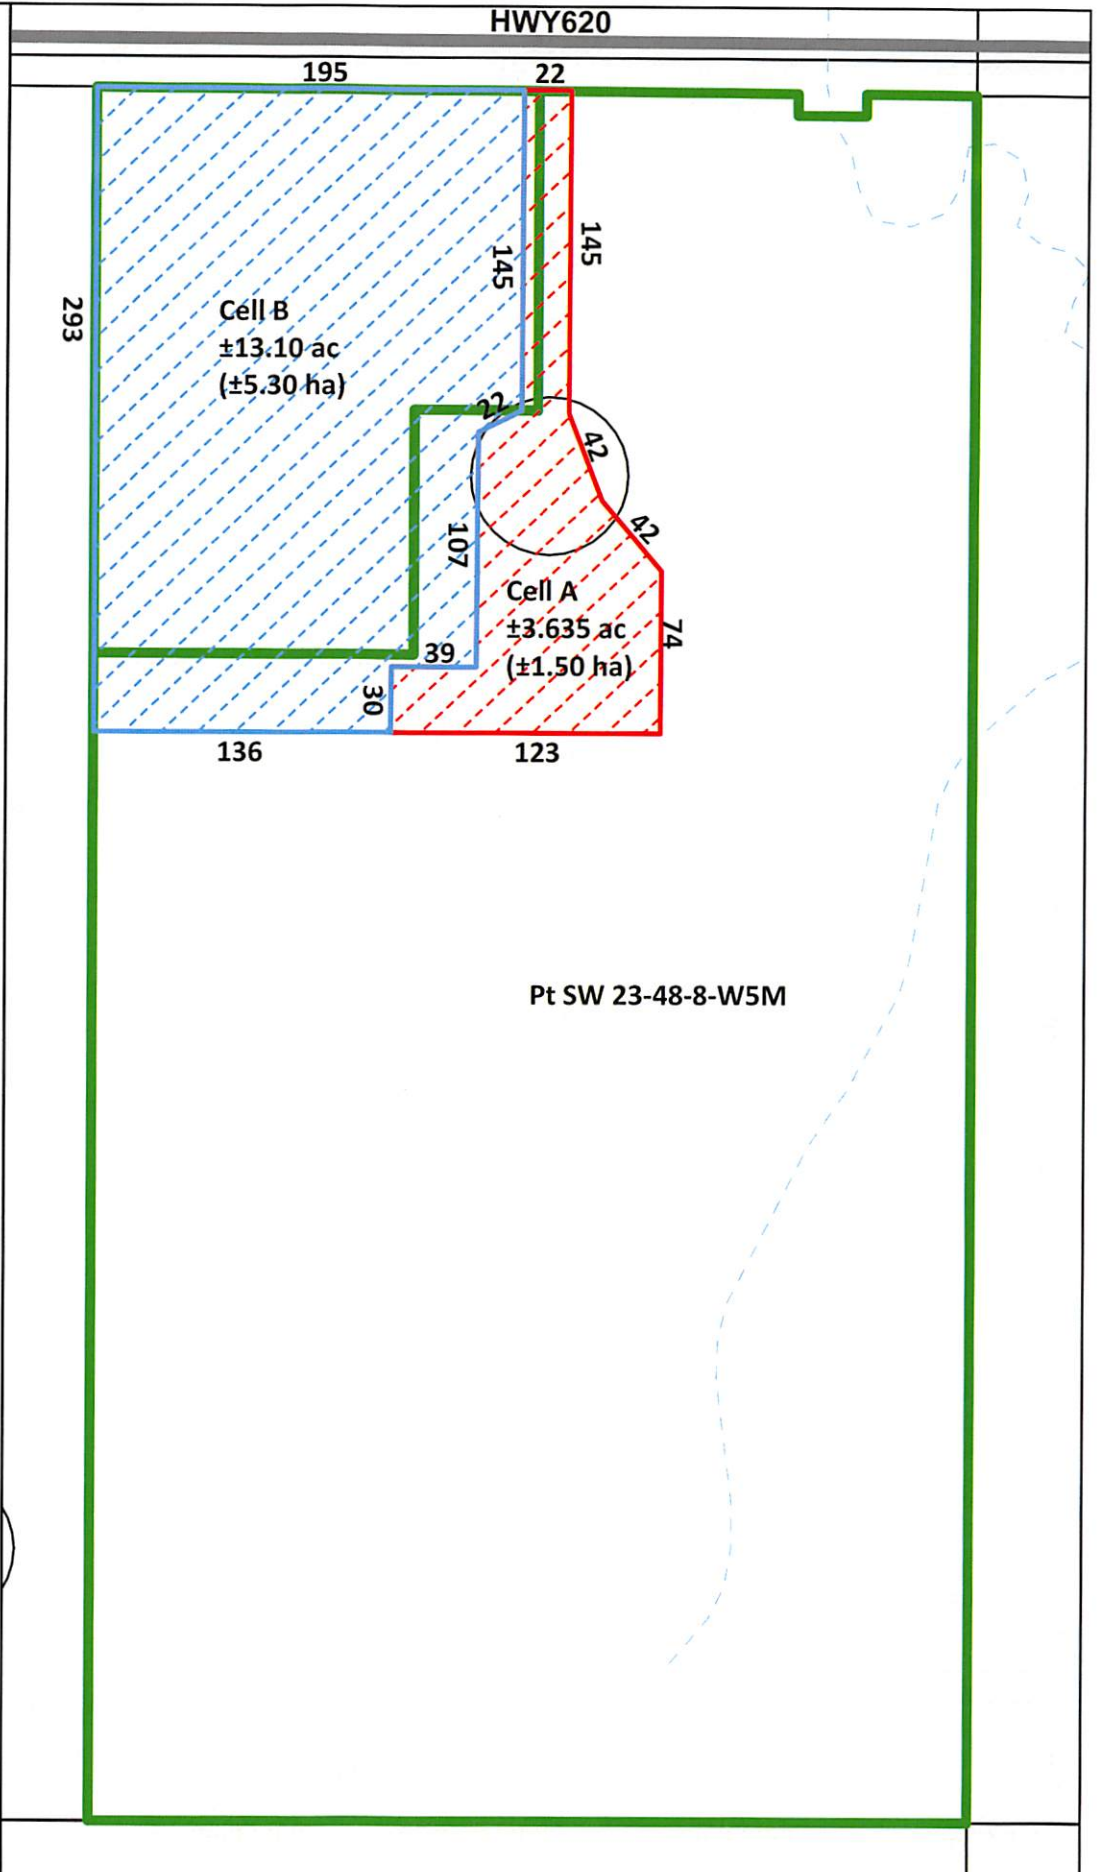 HWY620
195
22
293
145
145
Cell B
±13.10 ac
(±5.30 ha)
22
42
42
107
Cell A
±3.635 ac
(±1.50 ha)
74
39
30
136
123
Pt SW 23-48-8-W5M